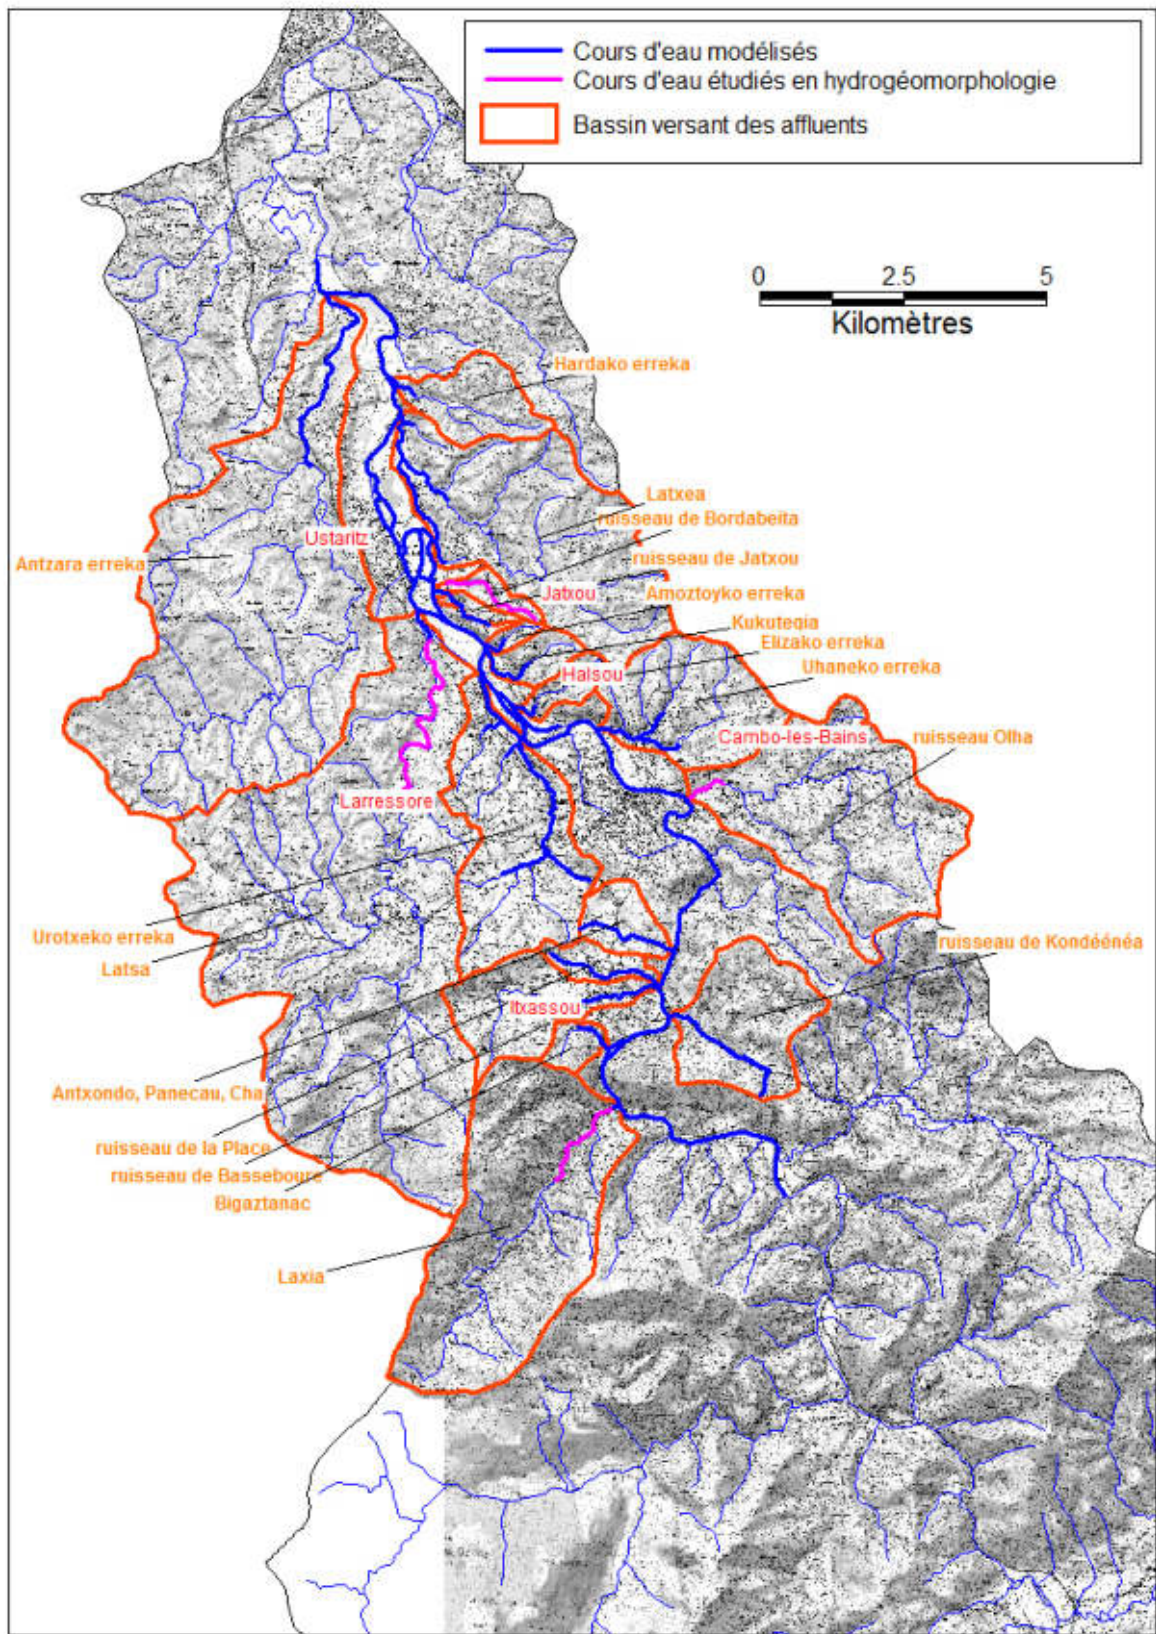 Cours d'eau modélisés
Cours d'eau étudiés en hydrogéomorphologie
Bassin versant des affluents
0 2.5 5
Kilomètres
Hardako erreka
Latxea
ruisseau de Bordabeita
Ustaritz
Antzara erreka
ruisseau de Jatxou
Jatxou
Amoztoyko erreka
Kukutegia
Elizako erreka
Uhaneko erreka
Halsou
Cambo-les-Bains
ruisseau Olha
Larressore
Urotxeko erreka
Latsa
ruisseau de Kondéénéa
Itxassou
Antxondo, Panecau, Cha
ruisseau de la Place
ruisseau de Basseboure
Bigaztanac
Laxia